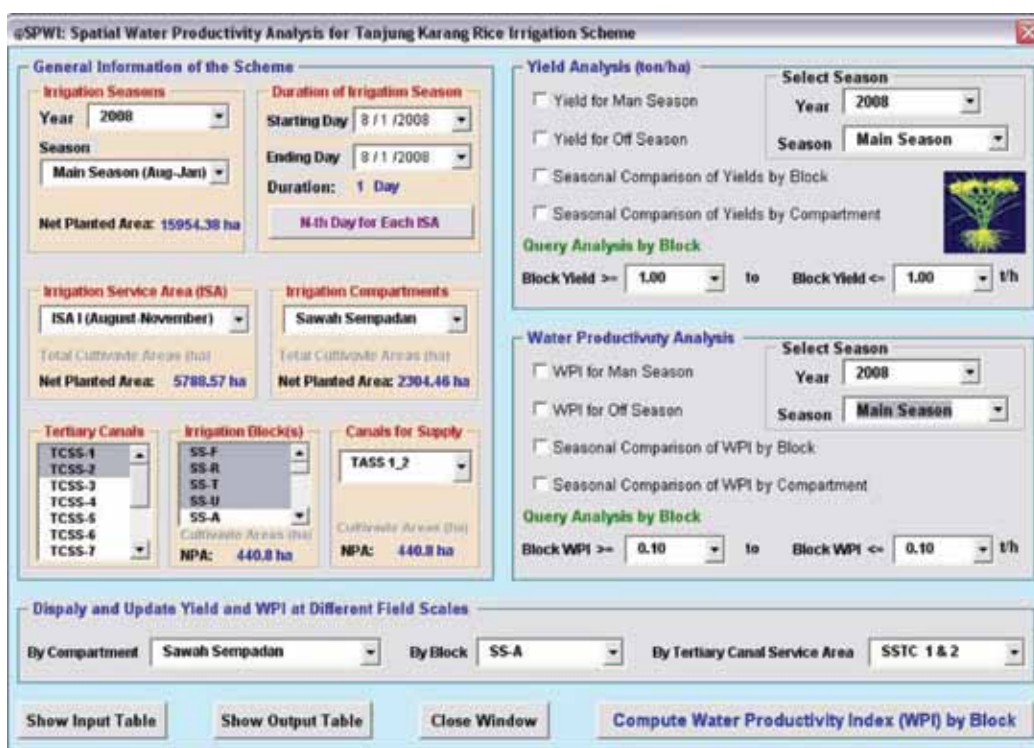 @SPWI: Spatial Water Productivity Analysis for Tanjung Karang Rice Irrigation Scheme
General Information of the Scheme
Irrigation Seasons
Year 2008
Season
Main Season (Aug-Jan)
Net Planted Area: 15954.38 ha
Duration of Irrigation Season
Starting Day 8 / 1 /2008
Ending Day 8 / 1 /2008
Duration: 1 Day
N-th Day for Each ISA
Irrigation Service Area (ISA)
ISA I (August-November)
Total Cultivate Areas (ha)
Net Planted Area: 5788.57 ha
Irrigation Compartments
Sawah Sempadan
Total Cultivate Areas (ha)
Net Planted Area: 2304.46 ha
Tertiary Canals
TCSS-1
TCSS-2
TCSS-3
TCSS-4
TCSS-5
TCSS-6
TCSS-7
Irrigation Block(s)
SS-F
SS-R
SS-T
SS-U
SS-A
Cultivate Areas (ha)
NPA: 440.8 ha
Canals for Supply
TASS 1_2
Cultivate Areas (ha)
NPA: 440.8 ha
Yield Analysis (ton/ha)
Yield for Man Season
Yield for Off Season
Seasonal Comparison of Yields by Block
Seasonal Comparison of Yields by Compartment
Select Season
Year 2008
Season Main Season
Query Analysis by Block
Block Yield >= 1.00 to Block Yield <= 1.00 t/h
Water Productivuty Analysis
WPI for Man Season
WPI for Off Season
Seasonal Comparison of WPI by Block
Seasonal Comparison of WPI by Compartment
Select Season
Year 2008
Season Main Season
Query Analysis by Block
Block WPI >= 0.10 to Block WPI <= 0.10 t/h
Dispaly and Update Yield and WPI at Different Field Scales
By Compartment Sawah Sempadan By Block SS-A By Tertiary Canal Service Area SSTC 1 & 2
Show Input Table Show Output Table Close Window Compute Water Productivity Index (WPI) by Block